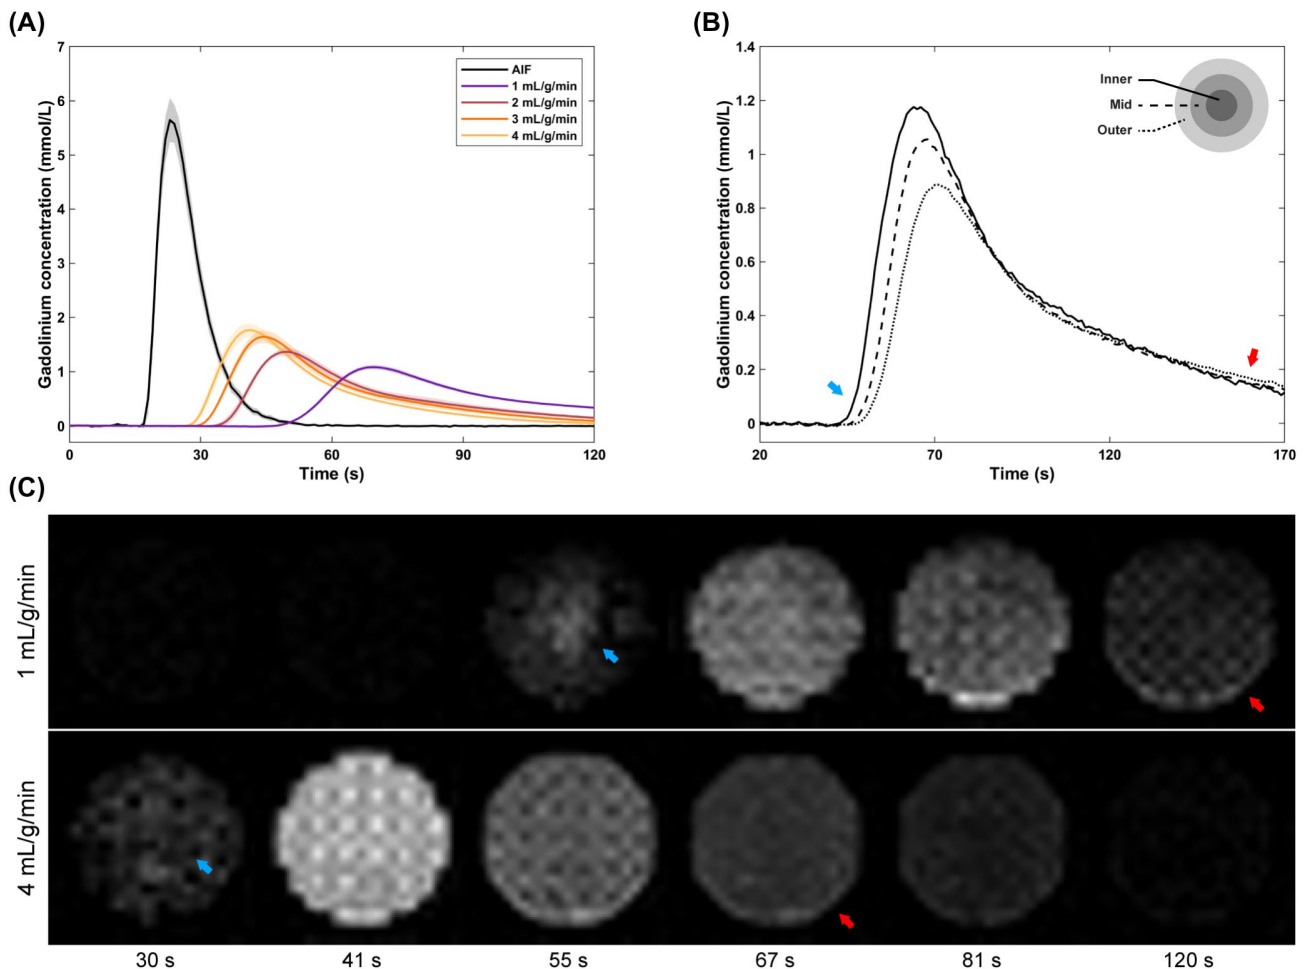 (A)
Gadolinium concentration (mmol/L)
7
6
5
4
3
2
1
0
0 30 60 90 120
Time (s)
AIF
1 mL/g/min
2 mL/g/min
3 mL/g/min
4 mL/g/min
(B)
Gadolinium concentration (mmol/L)
1.4
1.2
1
0.8
0.6
0.4
0.2
0
20 70 120 170
Time (s)
Inner
Mid
Outer
(C)
1 mL/g/min
4 mL/g/min
30 s 41 s 55 s 67 s 81 s 120 s